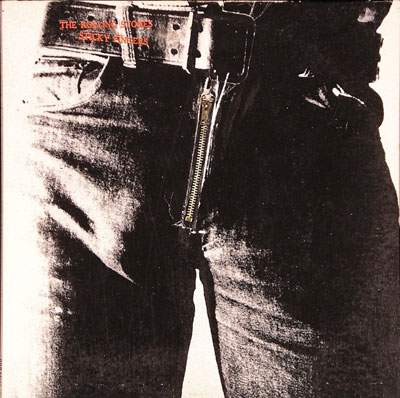 THE ROLLING STONES
STICKY FINGERS